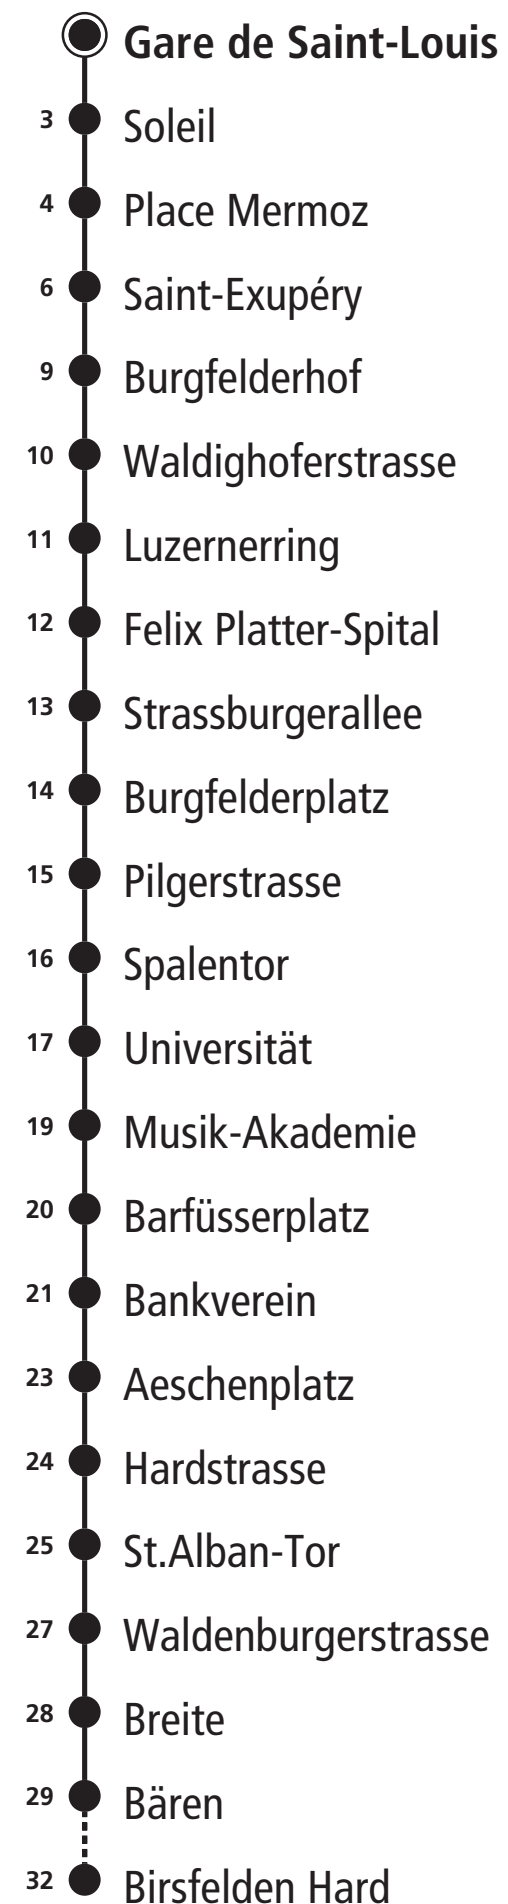 Gare de Saint-Louis
3 Soleil
4 Place Mermoz
6 Saint-Exupéry
9 Burgfelderhof
10 Waldighoferstrasse
11 Luzernerring
12 Felix Platter-Spital
13 Strassburgerallee
14 Burgfelderplatz
15 Pilgerstrasse
16 Spalentor
17 Universität
19 Musik-Akademie
20 Barfüsserplatz
21 Bankverein
23 Aeschenplatz
24 Hardstrasse
25 St.Alban-Tor
27 Waldenburgerstrasse
28 Breite
29 Bären
32 Birsfelden Hard